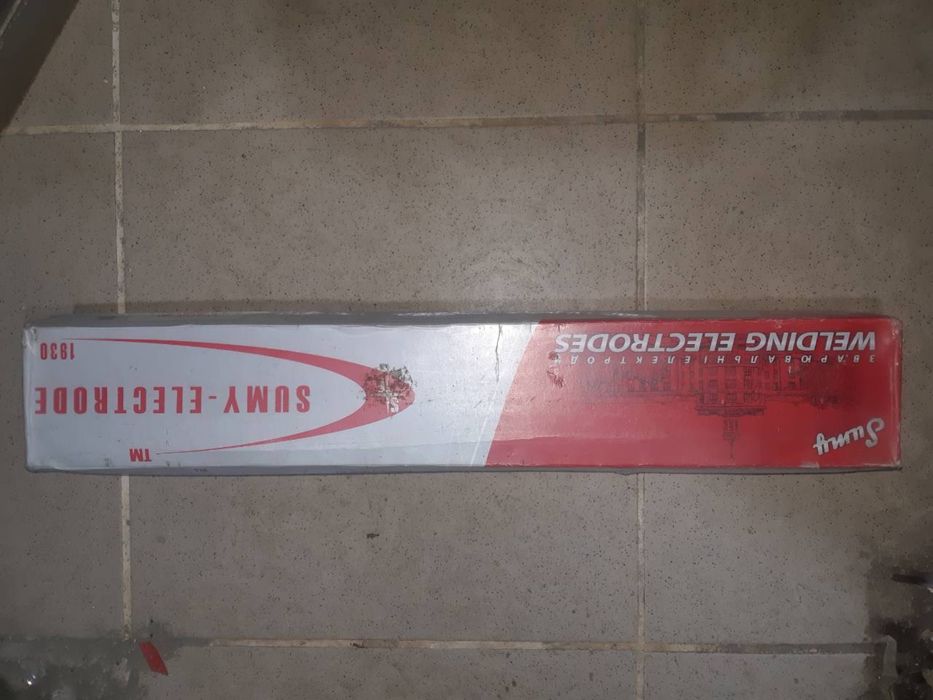 Sumy
ЗВАРЮВАЛЬНІ ЕЛЕКТРОДИ
WELDING ELECTRODES
TM
SUMY-ELECTRODE
1930